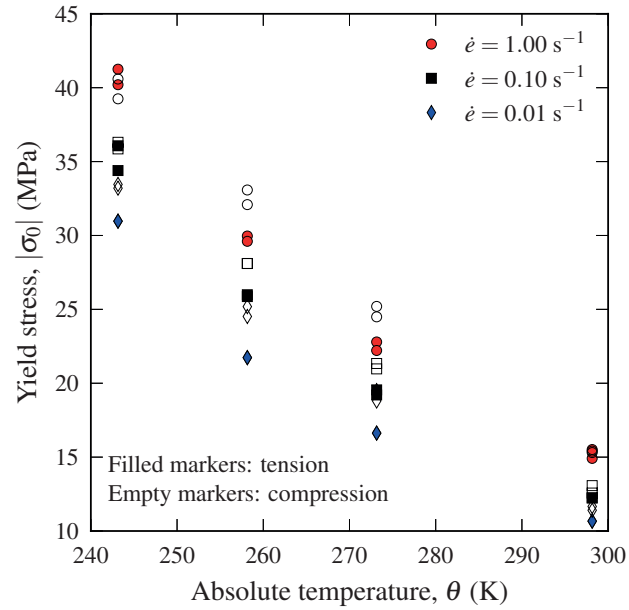 45
40
35
30
25
20
15
10
Yield stress, |σ₀| (MPa)
ė = 1.00 s⁻¹
ė = 0.10 s⁻¹
ė = 0.01 s⁻¹
Filled markers: tension
Empty markers: compression
240 250 260 270 280 290 300
Absolute temperature, θ (K)